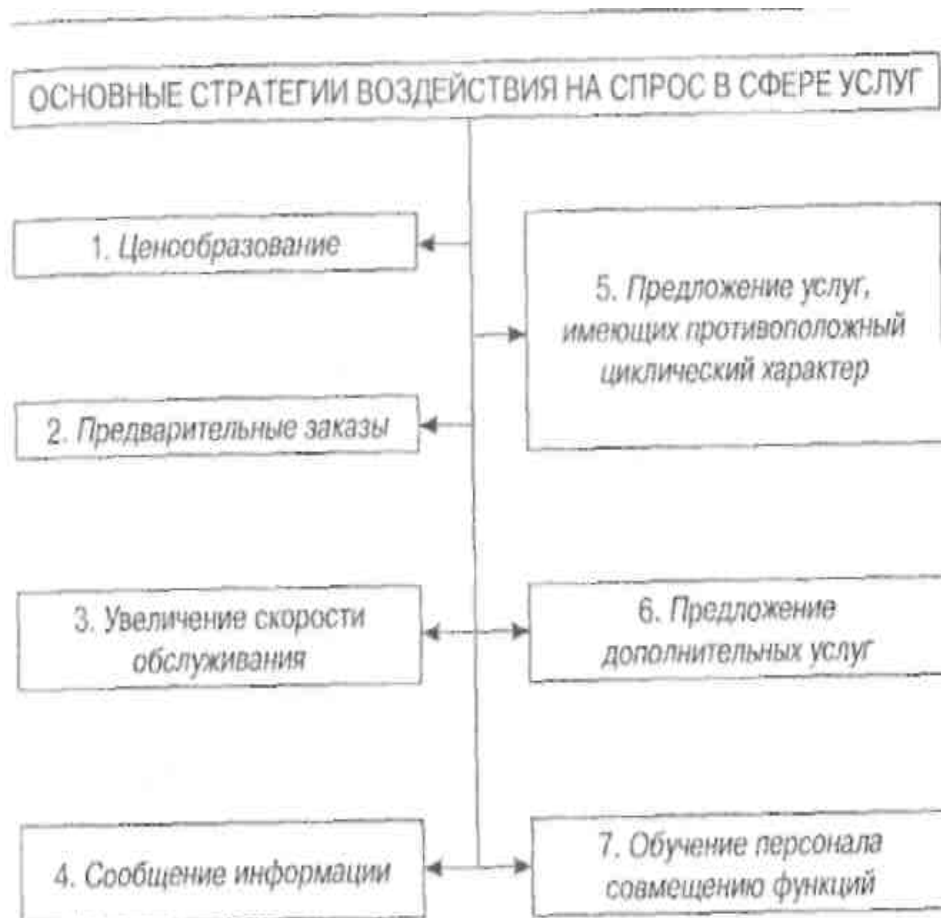 ОСНОВНЫЕ СТРАТЕГИИ ВОЗДЕЙСТВИЯ НА СПРОС В СФЕРЕ УСЛУГ
1. Ценообразование
2. Предварительные заказы
3. Увеличение скорости
обслуживания
4. Сообщение информации
5. Предложение услуг,
имеющих противоположный
циклический характер
6. Предложение
дополнительных услуг
7. Обучение персонала
совмещению функций